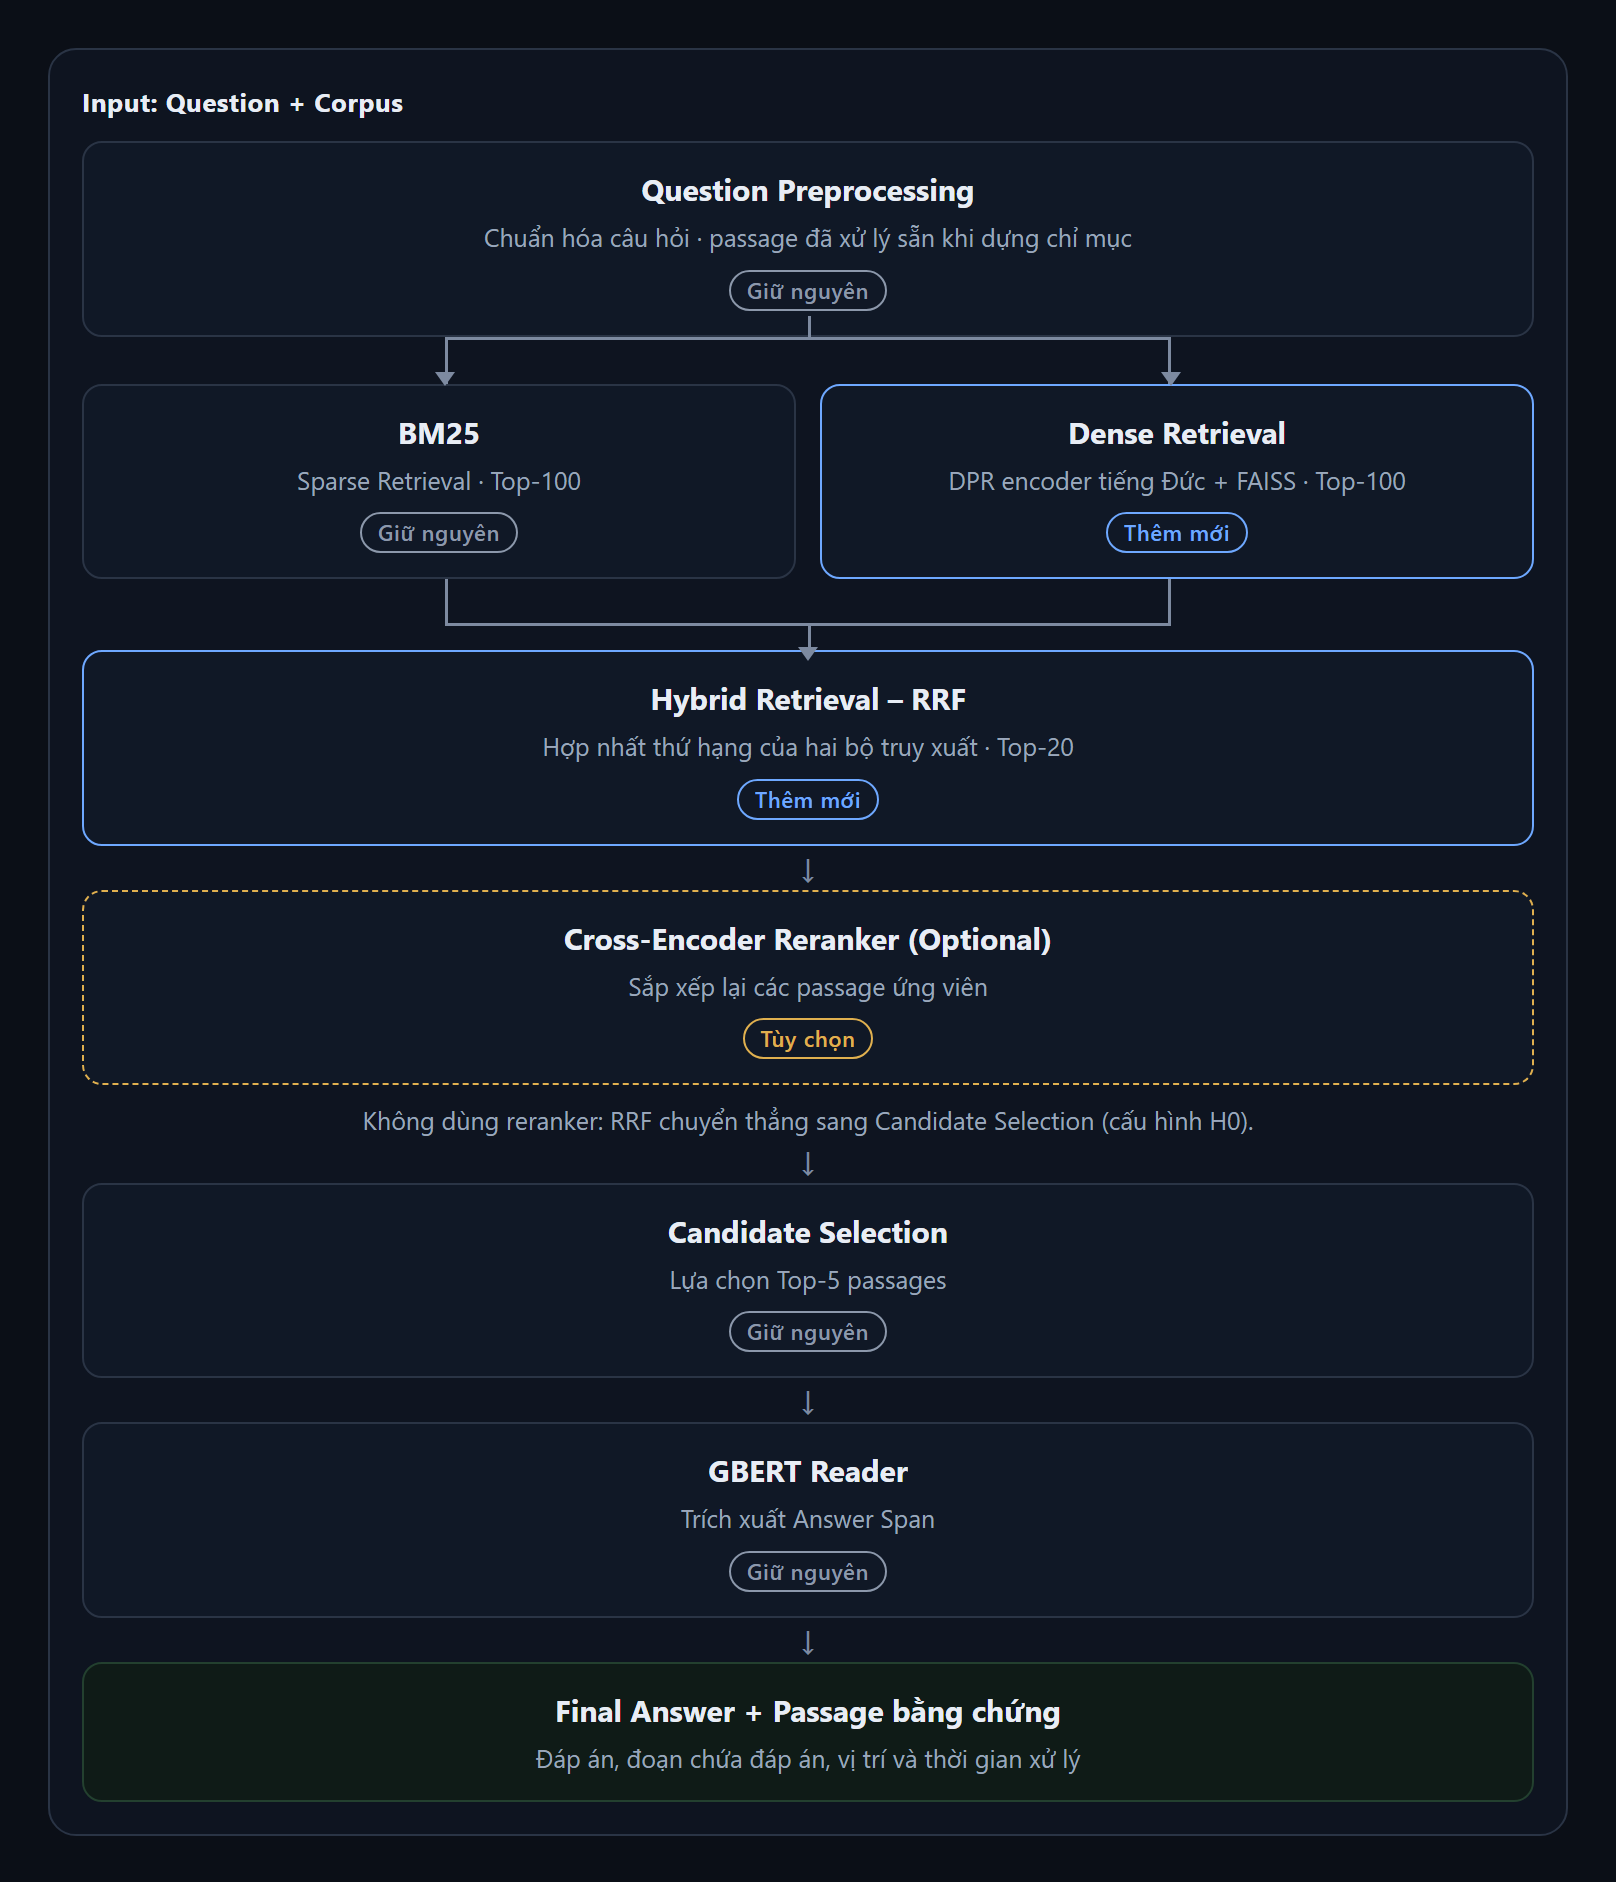 Input: Question + Corpus
Question Preprocessing
Chuẩn hóa câu hỏi · passage đã xử lý sẵn khi dựng chỉ mục
Giữ nguyên
BM25
Sparse Retrieval · Top-100
Giữ nguyên
Dense Retrieval
DPR encoder tiếng Đức + FAISS · Top-100
Thêm mới
Hybrid Retrieval – RRF
Hợp nhất thứ hạng của hai bộ truy xuất · Top-20
Thêm mới
↓
Cross-Encoder Reranker (Optional)
Sắp xếp lại các passage ứng viên
Tùy chọn
Không dùng reranker: RRF chuyển thẳng sang Candidate Selection (cấu hình H0).
↓
Candidate Selection
Lựa chọn Top-5 passages
Giữ nguyên
↓
GBERT Reader
Trích xuất Answer Span
Giữ nguyên
↓
Final Answer + Passage bằng chứng
Đáp án, đoạn chứa đáp án, vị trí và thời gian xử lý